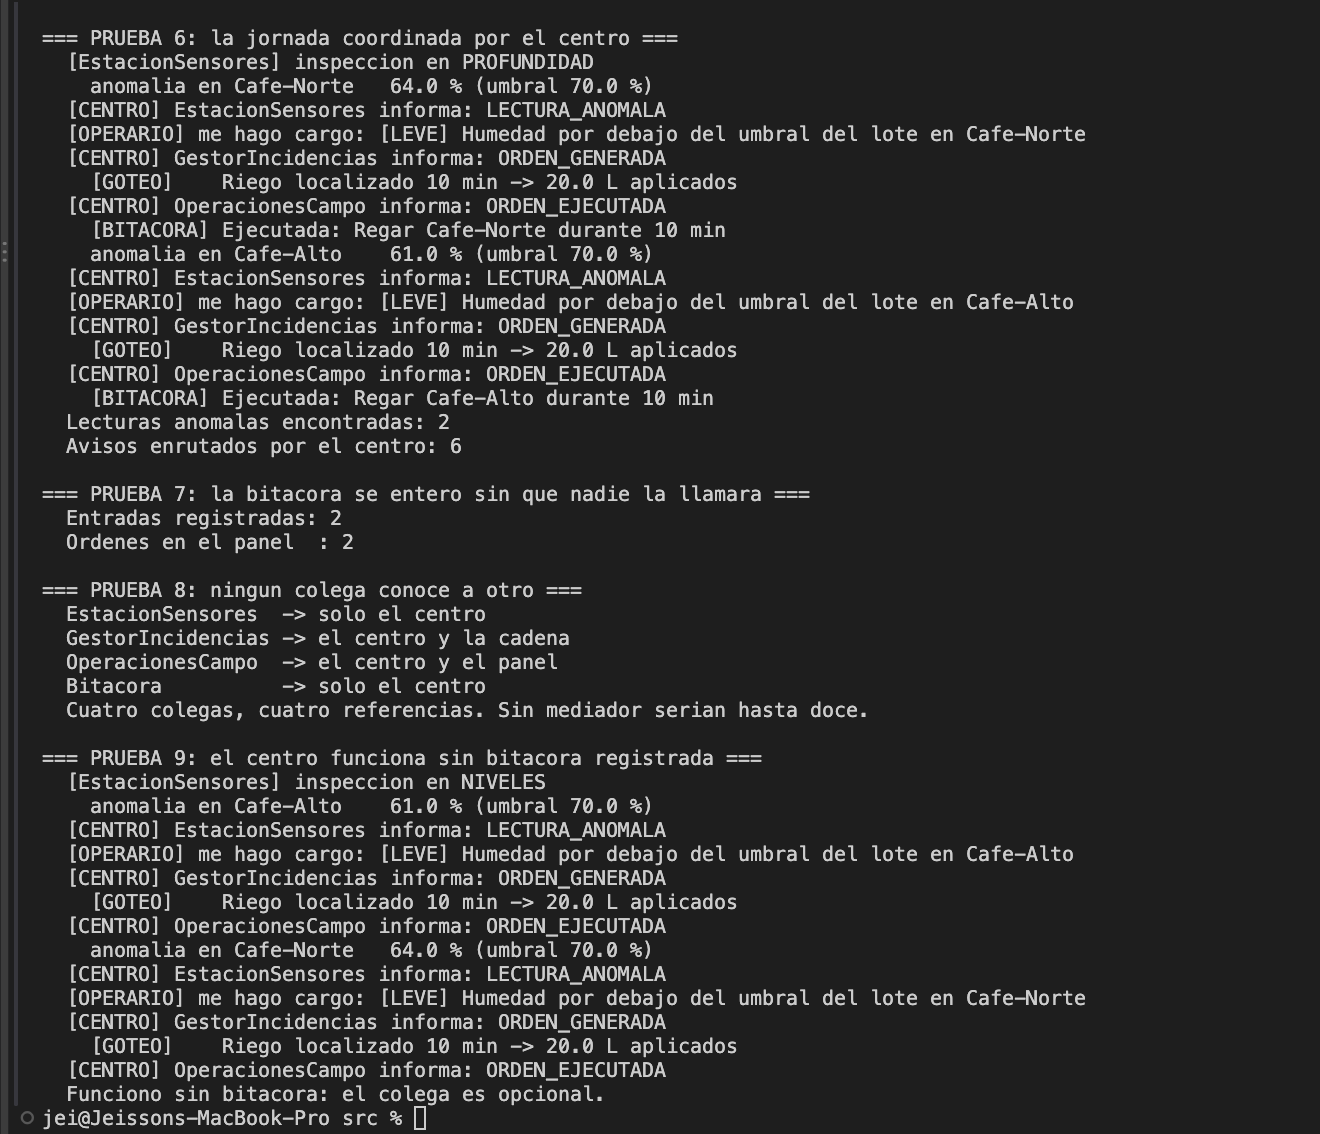 === PRUEBA 6: la jornada coordinada por el centro ===
[EstacionSensores] inspeccion en PROFUNDIDAD
anomalia en Cafe-Norte   64.0 % (umbral 70.0 %)
[CENTRO] EstacionSensores informa: LECTURA_ANOMALA
[OPERARIO] me hago cargo: [LEVE] Humedad por debajo del umbral del lote en Cafe-Norte
[CENTRO] GestorIncidencias informa: ORDEN_GENERADA
[GOTEO]    Riego localizado 10 min -> 20.0 L aplicados
[CENTRO] OperacionesCampo informa: ORDEN_EJECUTADA
[BITACORA] Ejecutada: Regar Cafe-Norte durante 10 min
anomalia en Cafe-Alto    61.0 % (umbral 70.0 %)
[CENTRO] EstacionSensores informa: LECTURA_ANOMALA
[OPERARIO] me hago cargo: [LEVE] Humedad por debajo del umbral del lote en Cafe-Alto
[CENTRO] GestorIncidencias informa: ORDEN_GENERADA
[GOTEO]    Riego localizado 10 min -> 20.0 L aplicados
[CENTRO] OperacionesCampo informa: ORDEN_EJECUTADA
[BITACORA] Ejecutada: Regar Cafe-Alto durante 10 min
Lecturas anomalas encontradas: 2
Avisos enrutados por el centro: 6
=== PRUEBA 7: la bitacora se entero sin que nadie la llamara ===
Entradas registradas: 2
Ordenes en el panel  : 2
=== PRUEBA 8: ningun colega conoce a otro ===
EstacionSensores  -> solo el centro
GestorIncidencias -> el centro y la cadena
OperacionesCampo  -> el centro y el panel
Bitacora          -> solo el centro
Cuatro colegas, cuatro referencias. Sin mediador serian hasta doce.
=== PRUEBA 9: el centro funciona sin bitacora registrada ===
[EstacionSensores] inspeccion en NIVELES
anomalia en Cafe-Alto    61.0 % (umbral 70.0 %)
[CENTRO] EstacionSensores informa: LECTURA_ANOMALA
[OPERARIO] me hago cargo: [LEVE] Humedad por debajo del umbral del lote en Cafe-Alto
[CENTRO] GestorIncidencias informa: ORDEN_GENERADA
[GOTEO]    Riego localizado 10 min -> 20.0 L aplicados
[CENTRO] OperacionesCampo informa: ORDEN_EJECUTADA
anomalia en Cafe-Norte   64.0 % (umbral 70.0 %)
[CENTRO] EstacionSensores informa: LECTURA_ANOMALA
[OPERARIO] me hago cargo: [LEVE] Humedad por debajo del umbral del lote en Cafe-Norte
[CENTRO] GestorIncidencias informa: ORDEN_GENERADA
[GOTEO]    Riego localizado 10 min -> 20.0 L aplicados
[CENTRO] OperacionesCampo informa: ORDEN_EJECUTADA
Funciono sin bitacora: el colega es opcional.
jei@Jeissons-MacBook-Pro src %